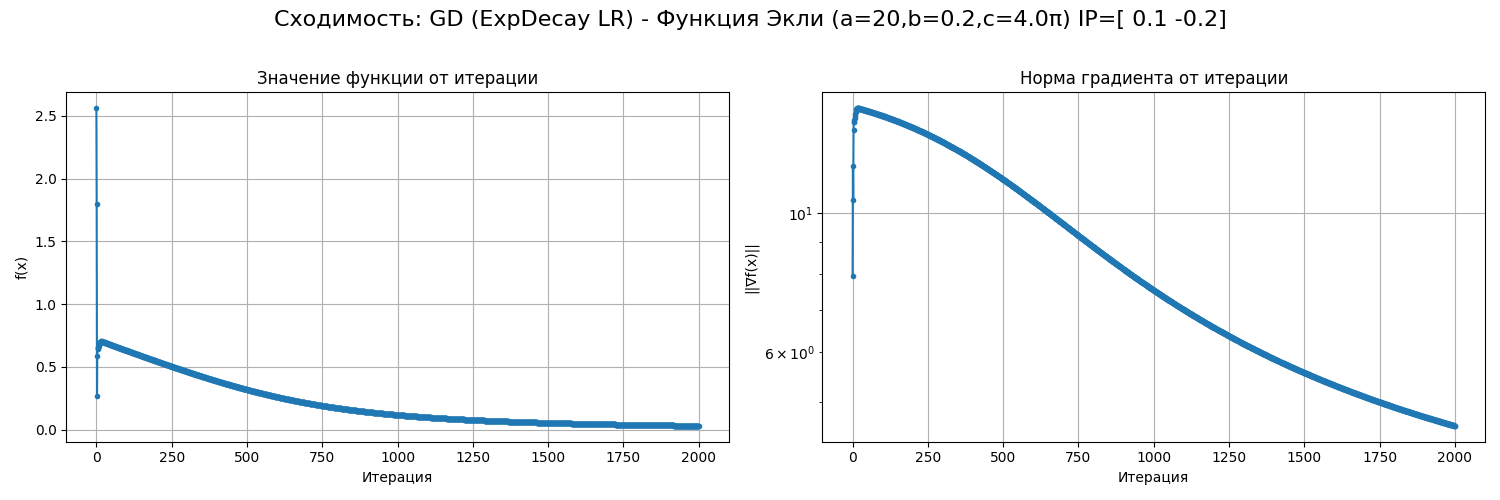 Сходимость: GD (ExpDecay LR) - Функция Экли (a=20,b=0.2,c=4.0π) IP=[ 0.1 -0.2]
Значение функции от итерации
f(x)
2.5
2.0
1.5
1.0
0.5
0.0
0 250 500 750 1000 1250 1500 1750 2000
Итерация
Норма градиента от итерации
||∇f(x)||
10¹
6 × 10⁰
0 250 500 750 1000 1250 1500 1750 2000
Итерация